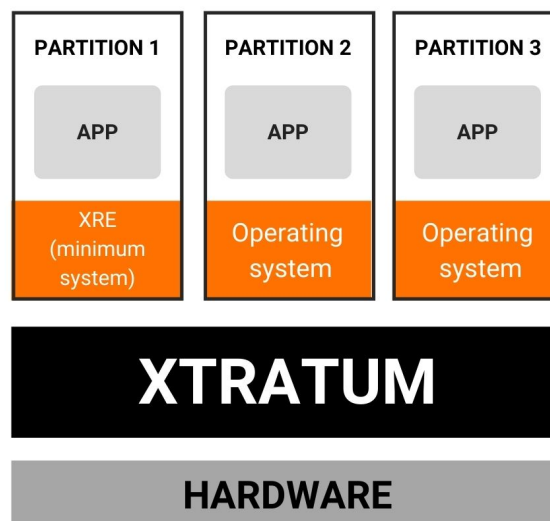 PARTITION 1
APP
XRE
(minimum
system)
PARTITION 2
APP
Operating
system
PARTITION 3
APP
Operating
system
XTRATUM
HARDWARE